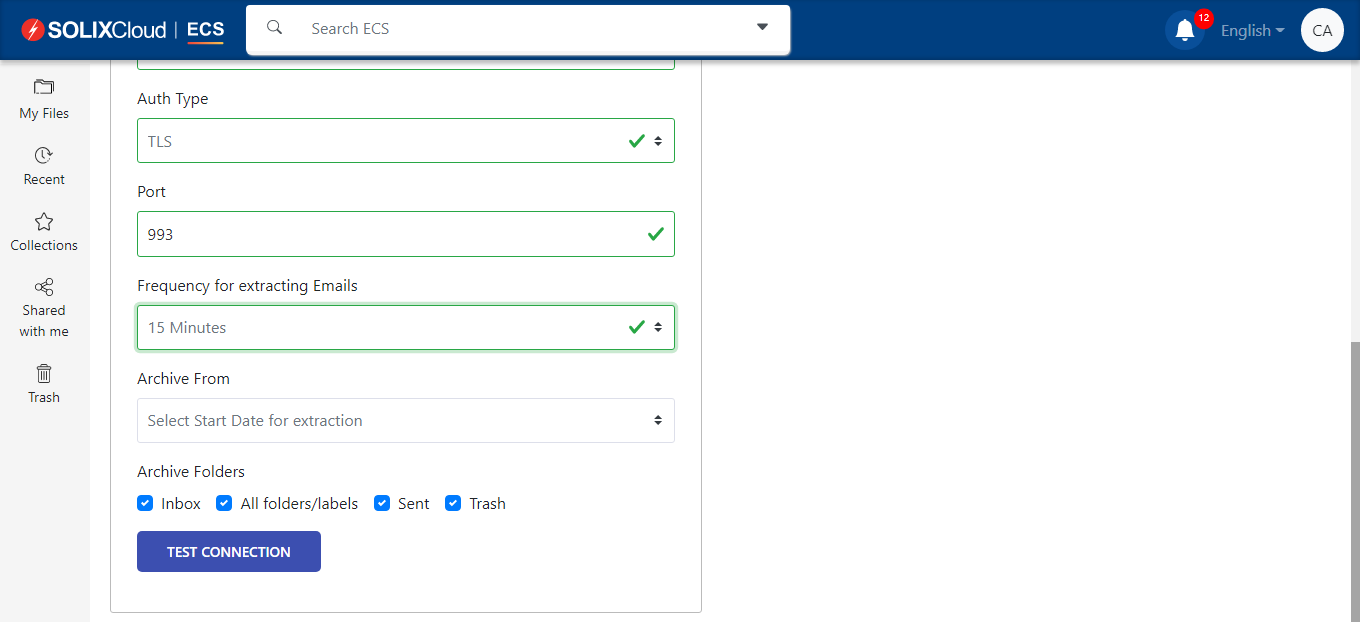 SOLIXCloud | ECS
Search ECS
12
English
CA
My Files
Recent
Collections
Shared
with me
Trash
Auth Type
TLS
Port
993
Frequency for extracting Emails
15 Minutes
Archive From
Select Start Date for extraction
Archive Folders
Inbox All folders/labels Sent Trash
TEST CONNECTION